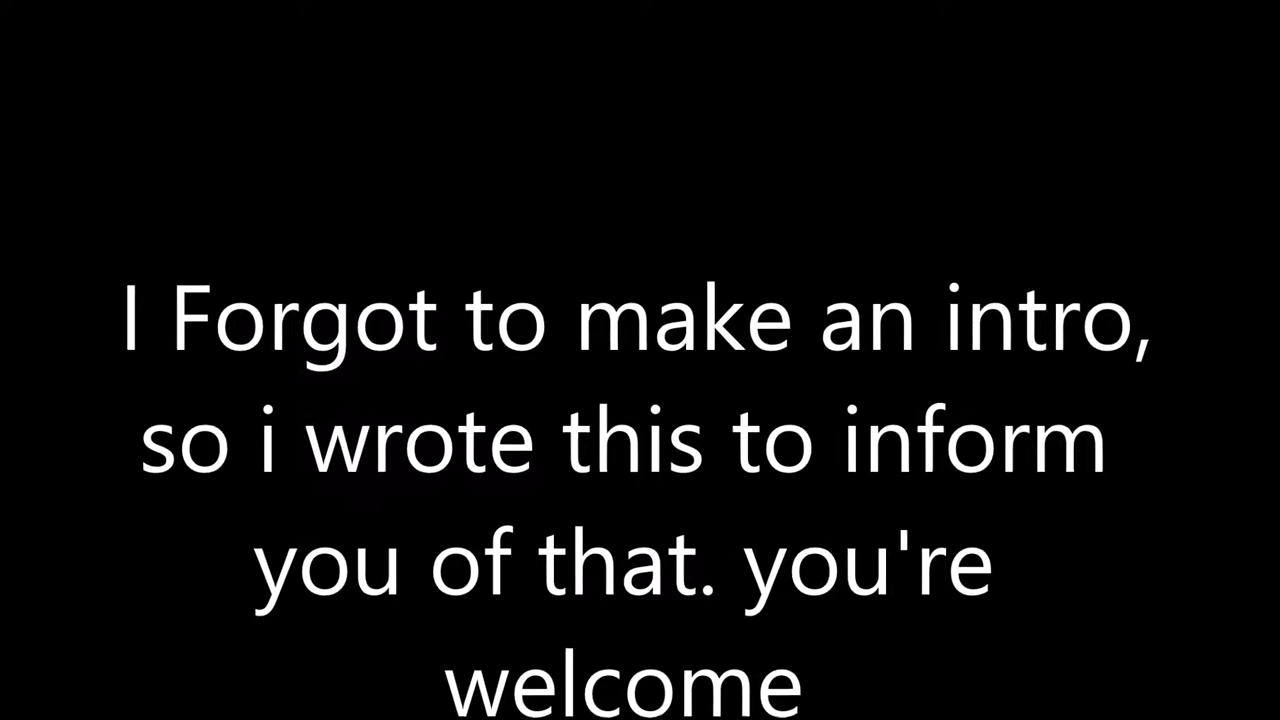 I Forgot to make an intro,
so i wrote this to inform
you of that. you're
welcome